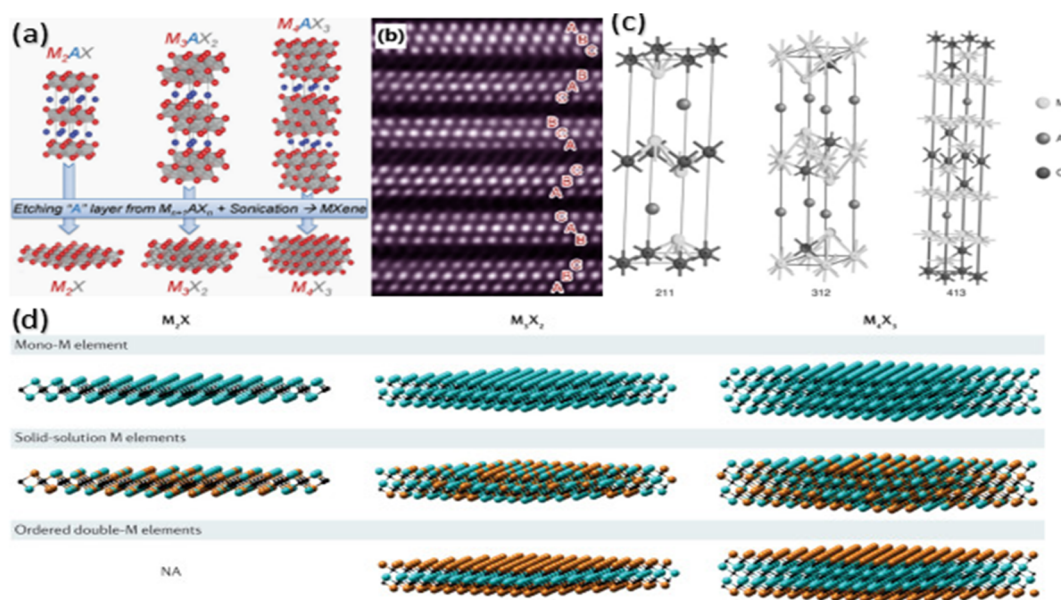 (a)
M₂AX
M₃AX₂
M₄AX₃
Etching "A" layer from Mₙ₊₁AXₙ + Sonication → MXene
M₂X
M₃X₂
M₄X₃
(b)
A
B
C
B
A
C
B
C
A
C
B
A
C
A
B
C
B
A
(c)
M
A
211
312
413
(d)
M₂X
M₃X₂
M₄X₃
Mono-M element
Solid-solution M elements
Ordered double-M elements
NA